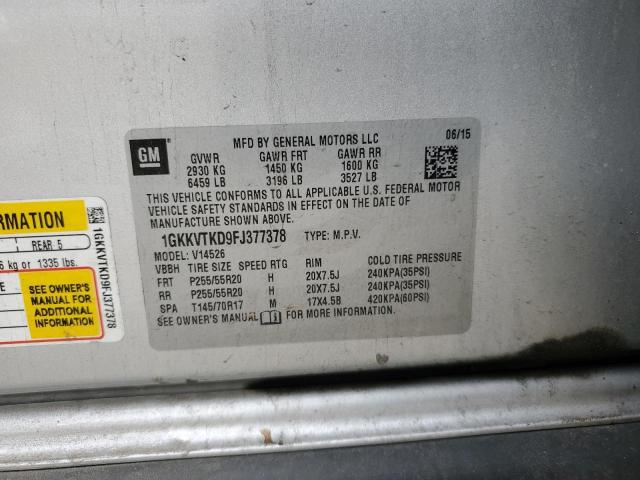 GM
MFD BY GENERAL MOTORS LLC
06/15
GVWR GAWR FRT GAWR RR
2930 KG 1450 KG 1600 KG
6459 LB 3196 LB 3527 LB
THIS VEHICLE CONFORMS TO ALL APPLICABLE U.S. FEDERAL MOTOR
VEHICLE SAFETY STANDARDS IN EFFECT ON THE DATE OF
MANUFACTURE SHOWN ABOVE.
1GKKVTKD9FJ377378 TYPE: M.P.V.
MODEL: V14526
VBBH TIRE SIZE SPEED RTG RIM COLD TIRE PRESSURE
FRT P255/55R20 H 20X7.5J 240KPA(35PSI)
RR P255/55R20 H 20X7.5J 240KPA(35PSI)
SPA T145/70R17 M 17X4.5B 420KPA(60PSI)
SEE OWNER'S MANUAL FOR MORE INFORMATION.
ORMATION
REAR 5
kg or 1335 lbs.
SEE OWNER'S
MANUAL FOR
ADDITIONAL
INFORMATION
1GKKVTKD9FJ377378